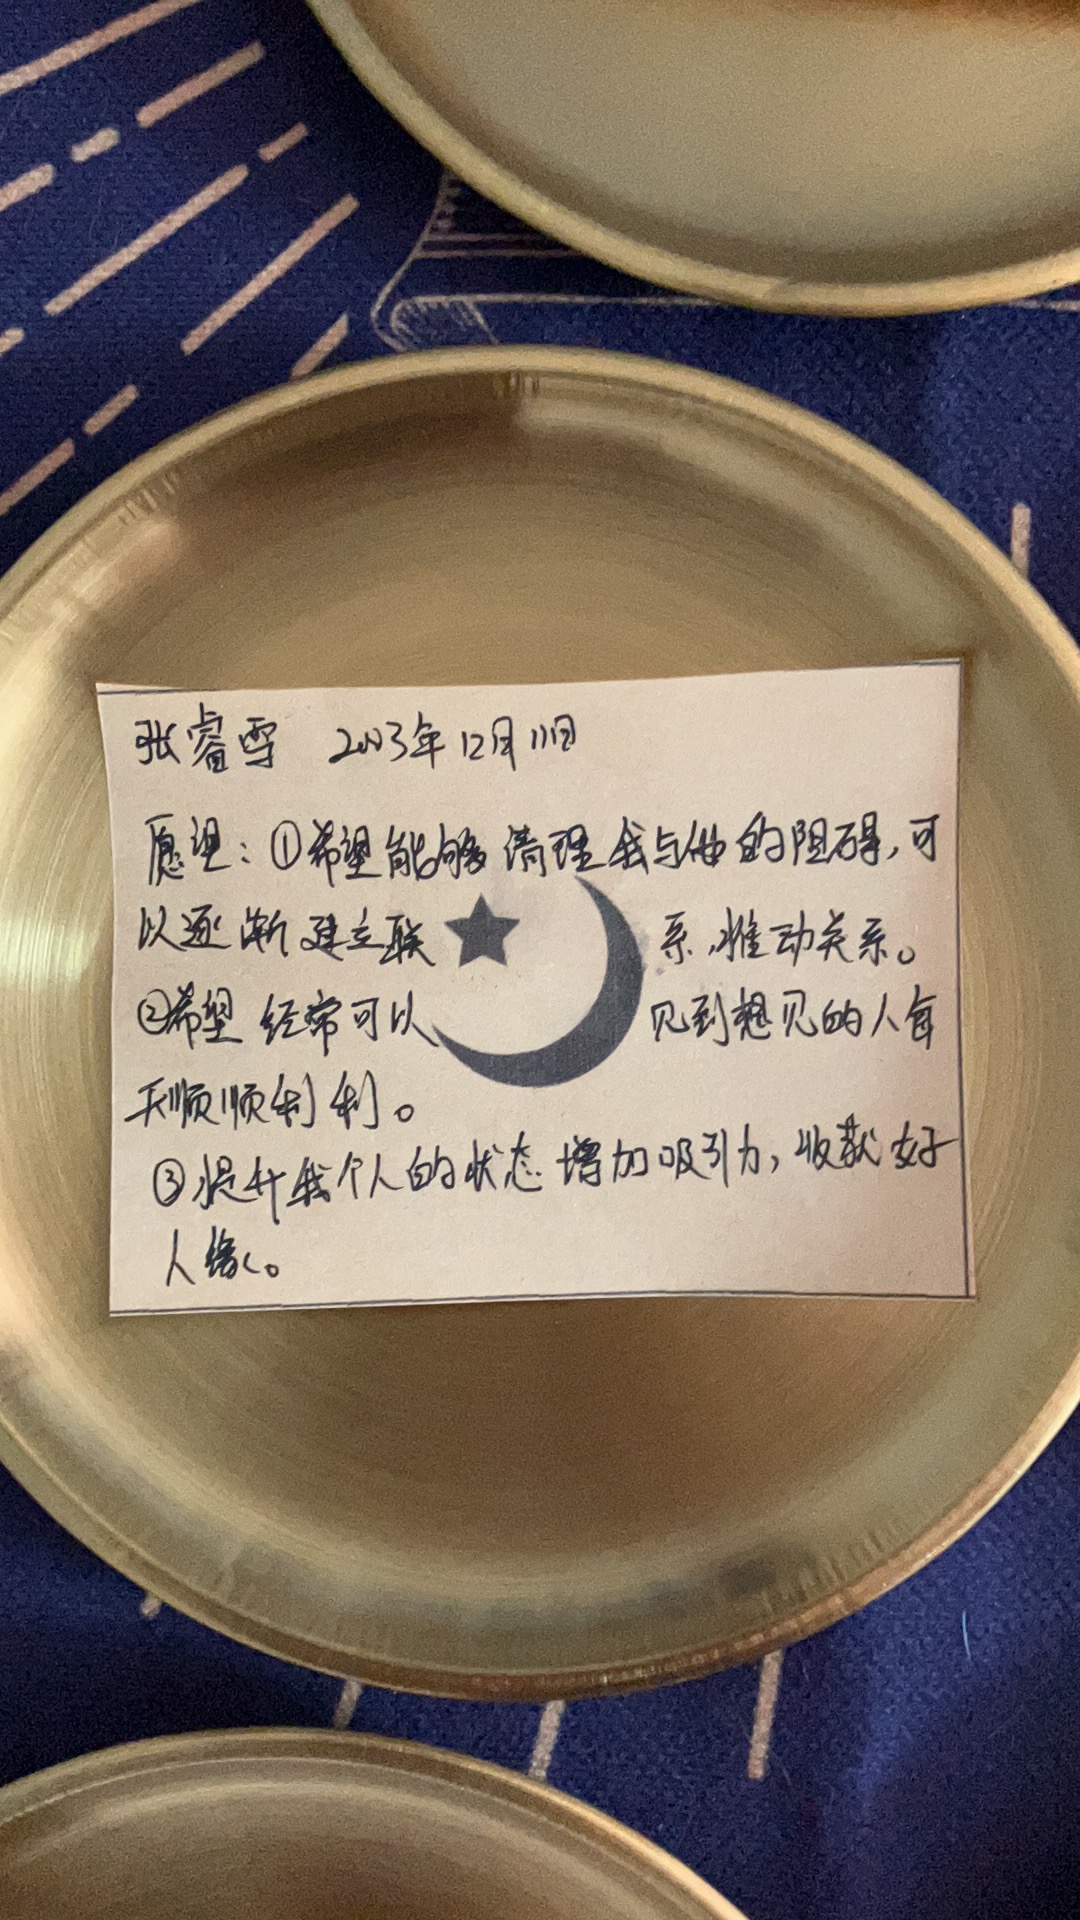 张睿雪 2003年12月11日
愿望：①希望能够清理我与他的阻碍，可
以逐渐建立联系，推动关系。
②希望经常可以见到想见的人每
天顺顺利利。
③提升我个人的状态增加吸引力，收获好
人缘。